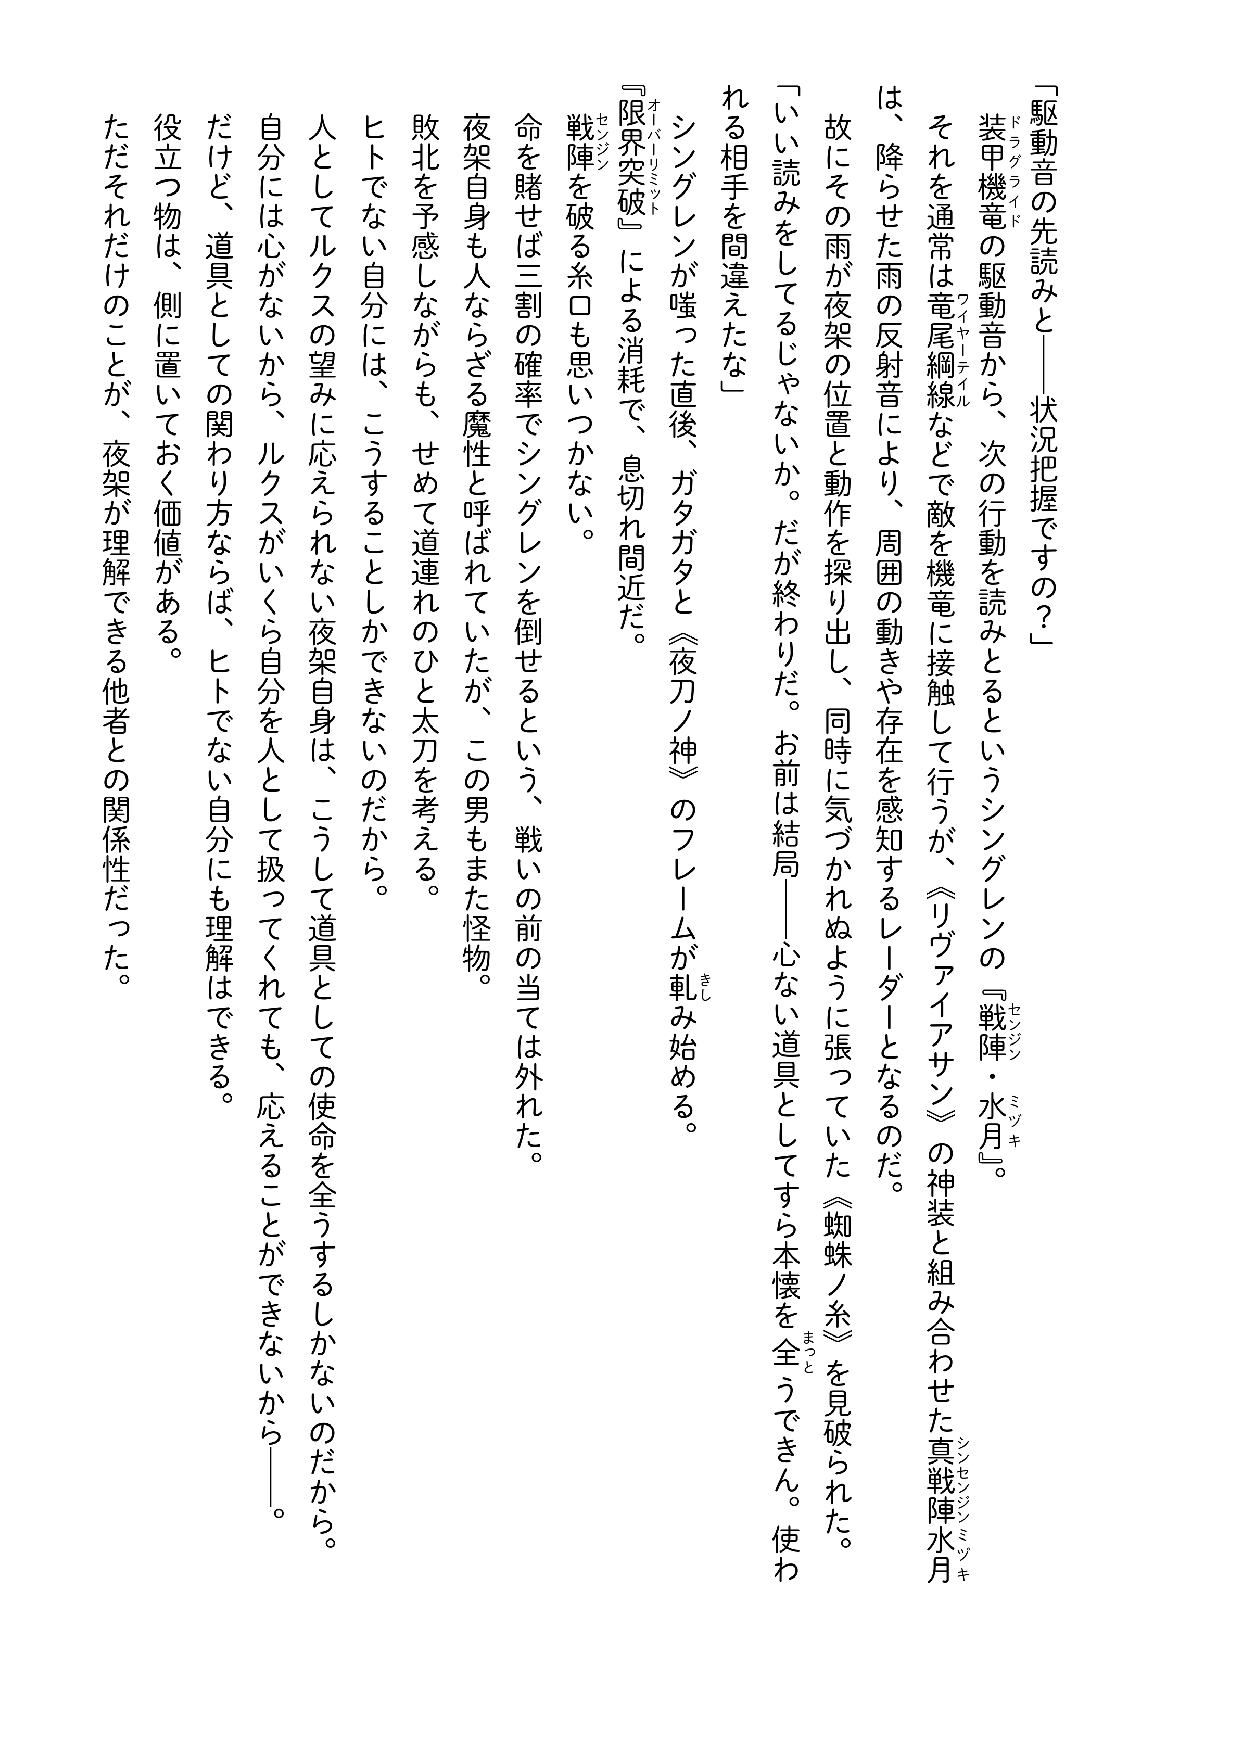 「駆動音の先読みと――状況把握ですの？」
装甲機竜の駆動音から、次の行動を読みとるというシングレンの『戦陣・水月』。
それを通常は竜尾綱線などで敵を機竜に接触して行うが、《リヴァイアサン》の神装と組み合わせた真戦陣水月
は、降らせた雨の反射音により、周囲の動きや存在を感知するレーダーとなるのだ。
故にその雨が夜架の位置と動作を探り出し、同時に気づかれぬように張っていた《蜘蛛ノ糸》を見破られた。
「いい読みをしてるじゃないか。だが終わりだ。お前は結局――心ない道具としてすら本懐を全うできん。使わ
れる相手を間違えたな」
シングレンが嗤った直後、ガタガタと《夜刀ノ神》のフレームが軋み始める。
『限界突破』による消耗で、息切れ間近だ。
戦陣を破る糸口も思いつかない。
命を賭せば三割の確率でシングレンを倒せるという、戦いの前の当ては外れた。
夜架自身も人ならざる魔性と呼ばれていたが、この男もまた怪物。
敗北を予感しながらも、せめて道連れのひと太刀を考える。
ヒトでない自分には、こうすることしかできないのだから。
人としてルクスの望みに応えられない夜架自身は、こうして道具としての使命を全うするしかないのだから。
自分には心がないから、ルクスがいくら自分を人として扱ってくれても、応えることができないから――。
だけど、道具としての関わり方ならば、ヒトでない自分にも理解はできる。
役立つ物は、側に置いておく価値がある。
ただそれだけのことが、夜架が理解できる他者との関係性だった。